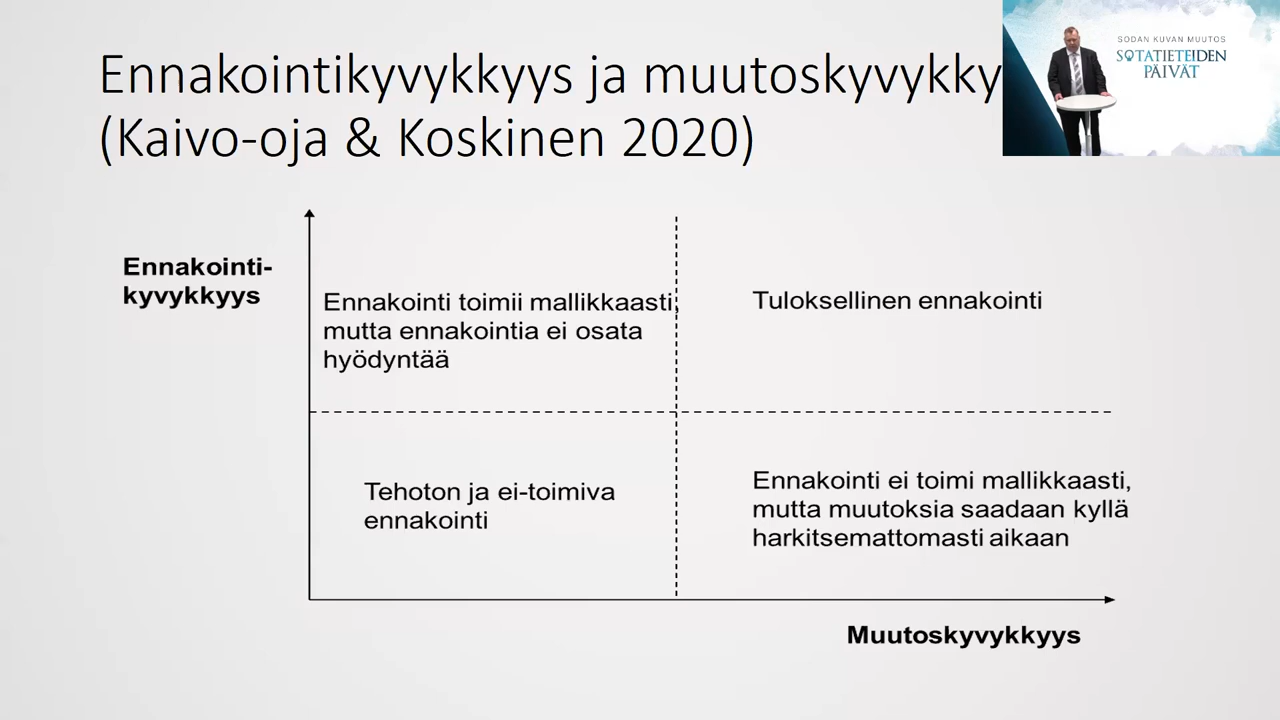 Ennakointikyvykkyys ja muutoskyvykky
(Kaivo-oja & Koskinen 2020)
SODAN KUVAN MUUTOS
SOTATIETEIDEN
PÄIVÄT
Ennakointi-
kyvykkyys
Ennakointi toimii mallikkaasti,
mutta ennakointia ei osata
hyödyntää
Tuloksellinen ennakointi
Tehoton ja ei-toimiva
ennakointi
Ennakointi ei toimi mallikkaasti,
mutta muutoksia saadaan kyllä
harkitsemattomasti aikaan
Muutoskyvykkyys